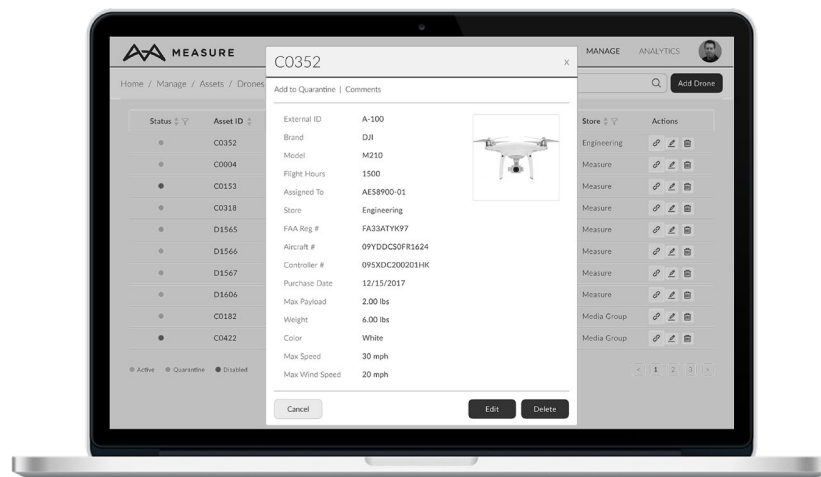 MEASURE
MANAGE ANALYTICS
Home / Manage / Assets / Drones
Add Drone
Status Asset ID Store Actions
C0352 Engineering
C0004 Measure
C0153 Measure
C0318 Measure
D1565 Measure
D1566 Measure
D1567 Measure
D1606 Measure
C0182 Media Group
C0422 Media Group
Active Quarantine Disabled
< 1 2 3 >
C0352 X
Add to Quarantine | Comments
External ID A-100
Brand DJI
Model M210
Flight Hours 1500
Assigned To AES8900-01
Store Engineering
FAA Reg # FA33ATYK97
Aircraft # 09YDDCS0FR1624
Controller # 095XDC200201HK
Purchase Date 12/15/2017
Max Payload 2.00 lbs
Weight 6.00 lbs
Color White
Max Speed 30 mph
Max Wind Speed 20 mph
Cancel Edit Delete